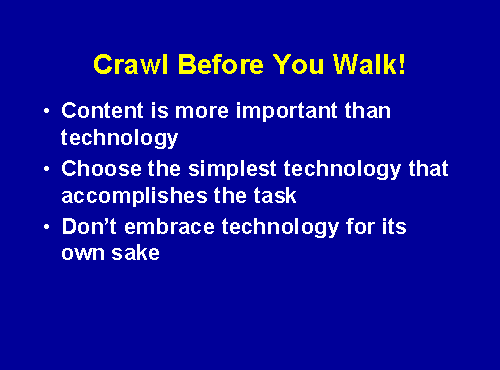 Crawl Before You Walk!
• Content is more important than
technology
• Choose the simplest technology that
accomplishes the task
• Don’t embrace technology for its
own sake